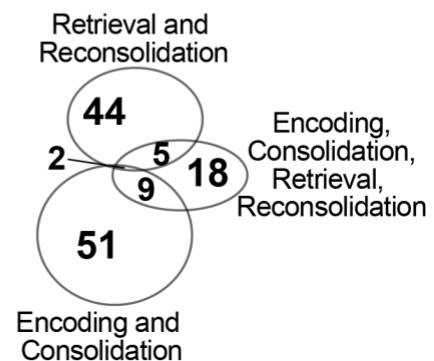 Retrieval and
Reconsolidation
44
5
2
9
18
Encoding,
Consolidation,
Retrieval,
Reconsolidation
51
Encoding and
Consolidation